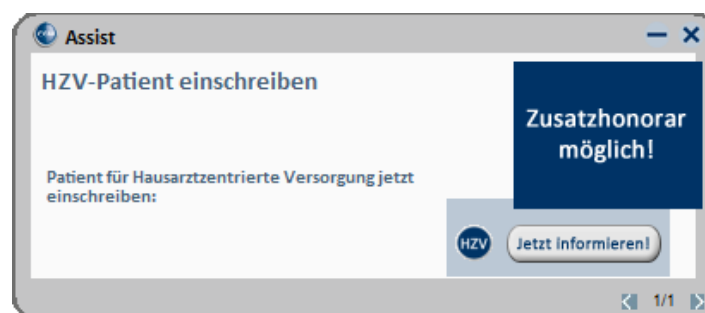 Assist
HZV-Patient einschreiben
Zusatzhonorar
möglich!
Patient für Hausarztzentrierte Versorgung jetzt
einschreiben:
HZV
Jetzt informieren!
1/1